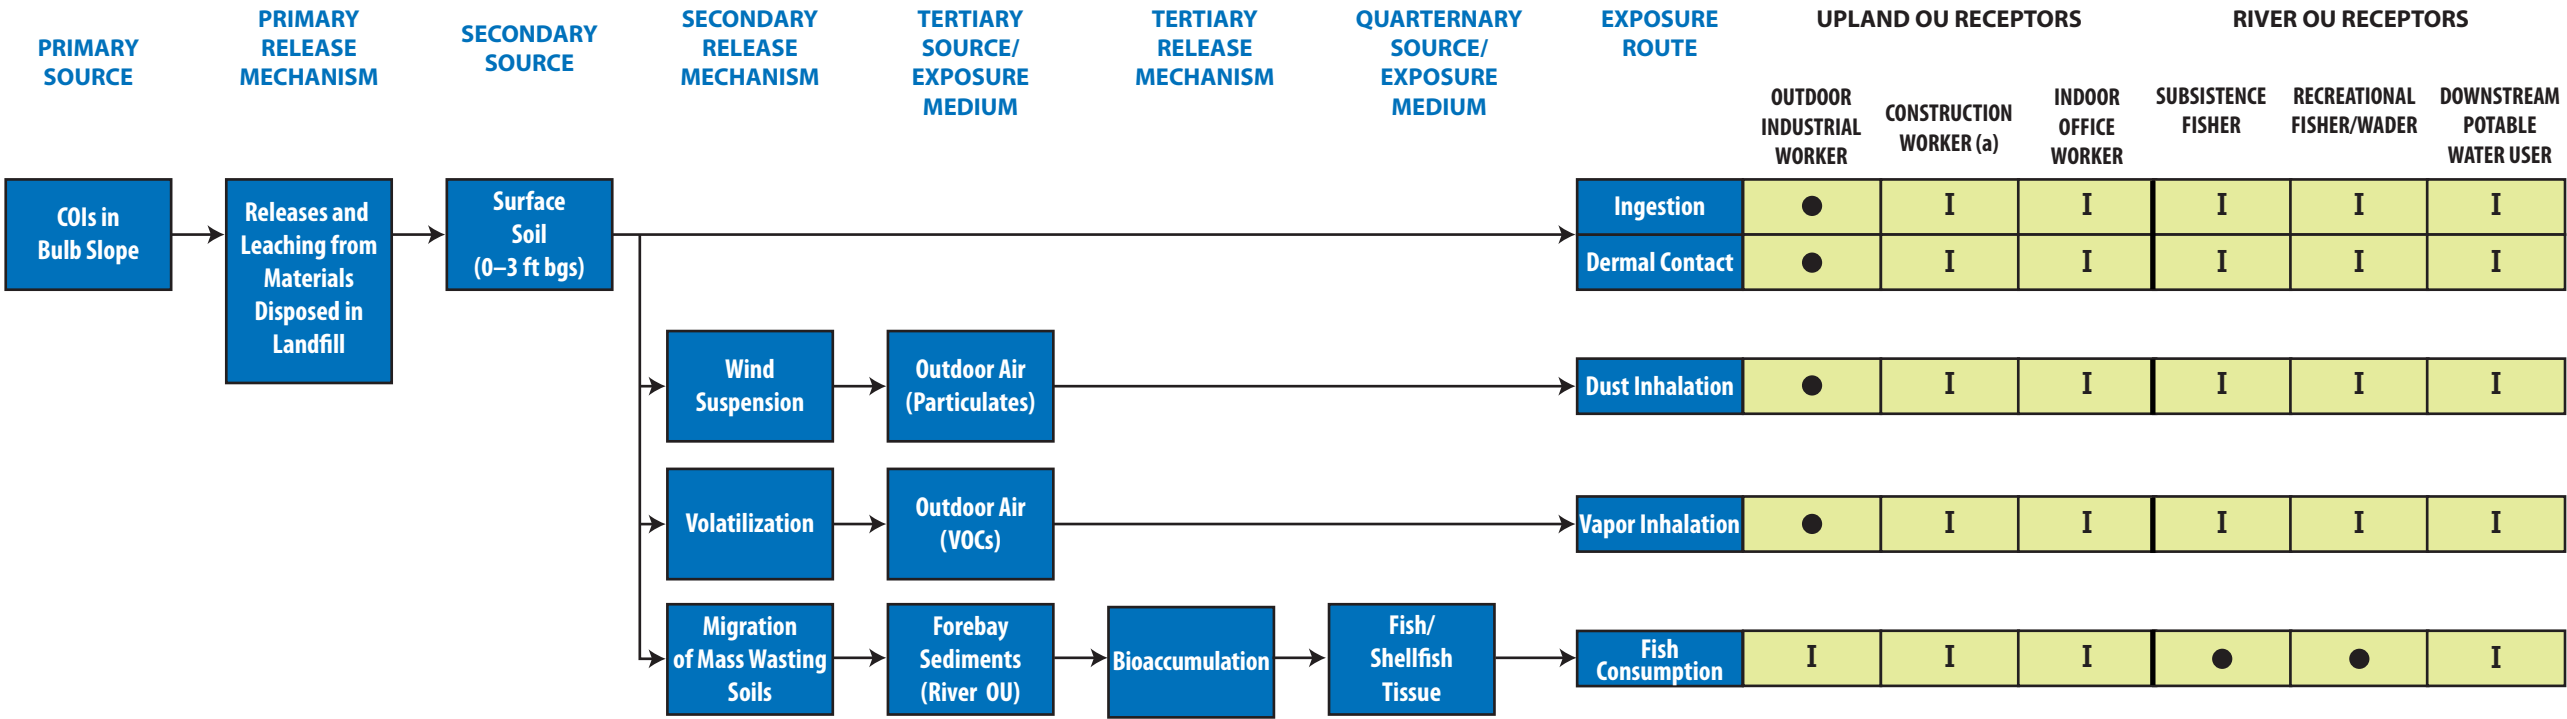 PRIMARY
SOURCE
PRIMARY
RELEASE
MECHANISM
SECONDARY
SOURCE
SECONDARY
RELEASE
MECHANISM
TERTIARY
SOURCE/
EXPOSURE
MEDIUM
TERTIARY
RELEASE
MECHANISM
QUARTERNARY
SOURCE/
EXPOSURE
MEDIUM
EXPOSURE
ROUTE
UPLAND OU RECEPTORS
RIVER OU RECEPTORS
OUTDOOR
INDUSTRIAL
WORKER
CONSTRUCTION
WORKER (a)
INDOOR
OFFICE
WORKER
SUBSISTENCE
FISHER
RECREATIONAL
FISHER/WADER
DOWNSTREAM
POTABLE
WATER USER
COIs in
Bulb Slope
Releases and
Leaching from
Materials
Disposed in
Landfill
Surface
Soil
(0–3 ft bgs)
Ingestion
● I I I I I
Dermal Contact
● I I I I I
Wind
Suspension
Outdoor Air
(Particulates)
Dust Inhalation
● I I I I I
Volatilization
Outdoor Air
(VOCs)
Vapor Inhalation
● I I I I I
Migration
of Mass Wasting
Soils
Forebay
Sediments
(River OU)
Bioaccumulation
Fish/
Shellfish
Tissue
Fish
Consumption
I I I ● ● I